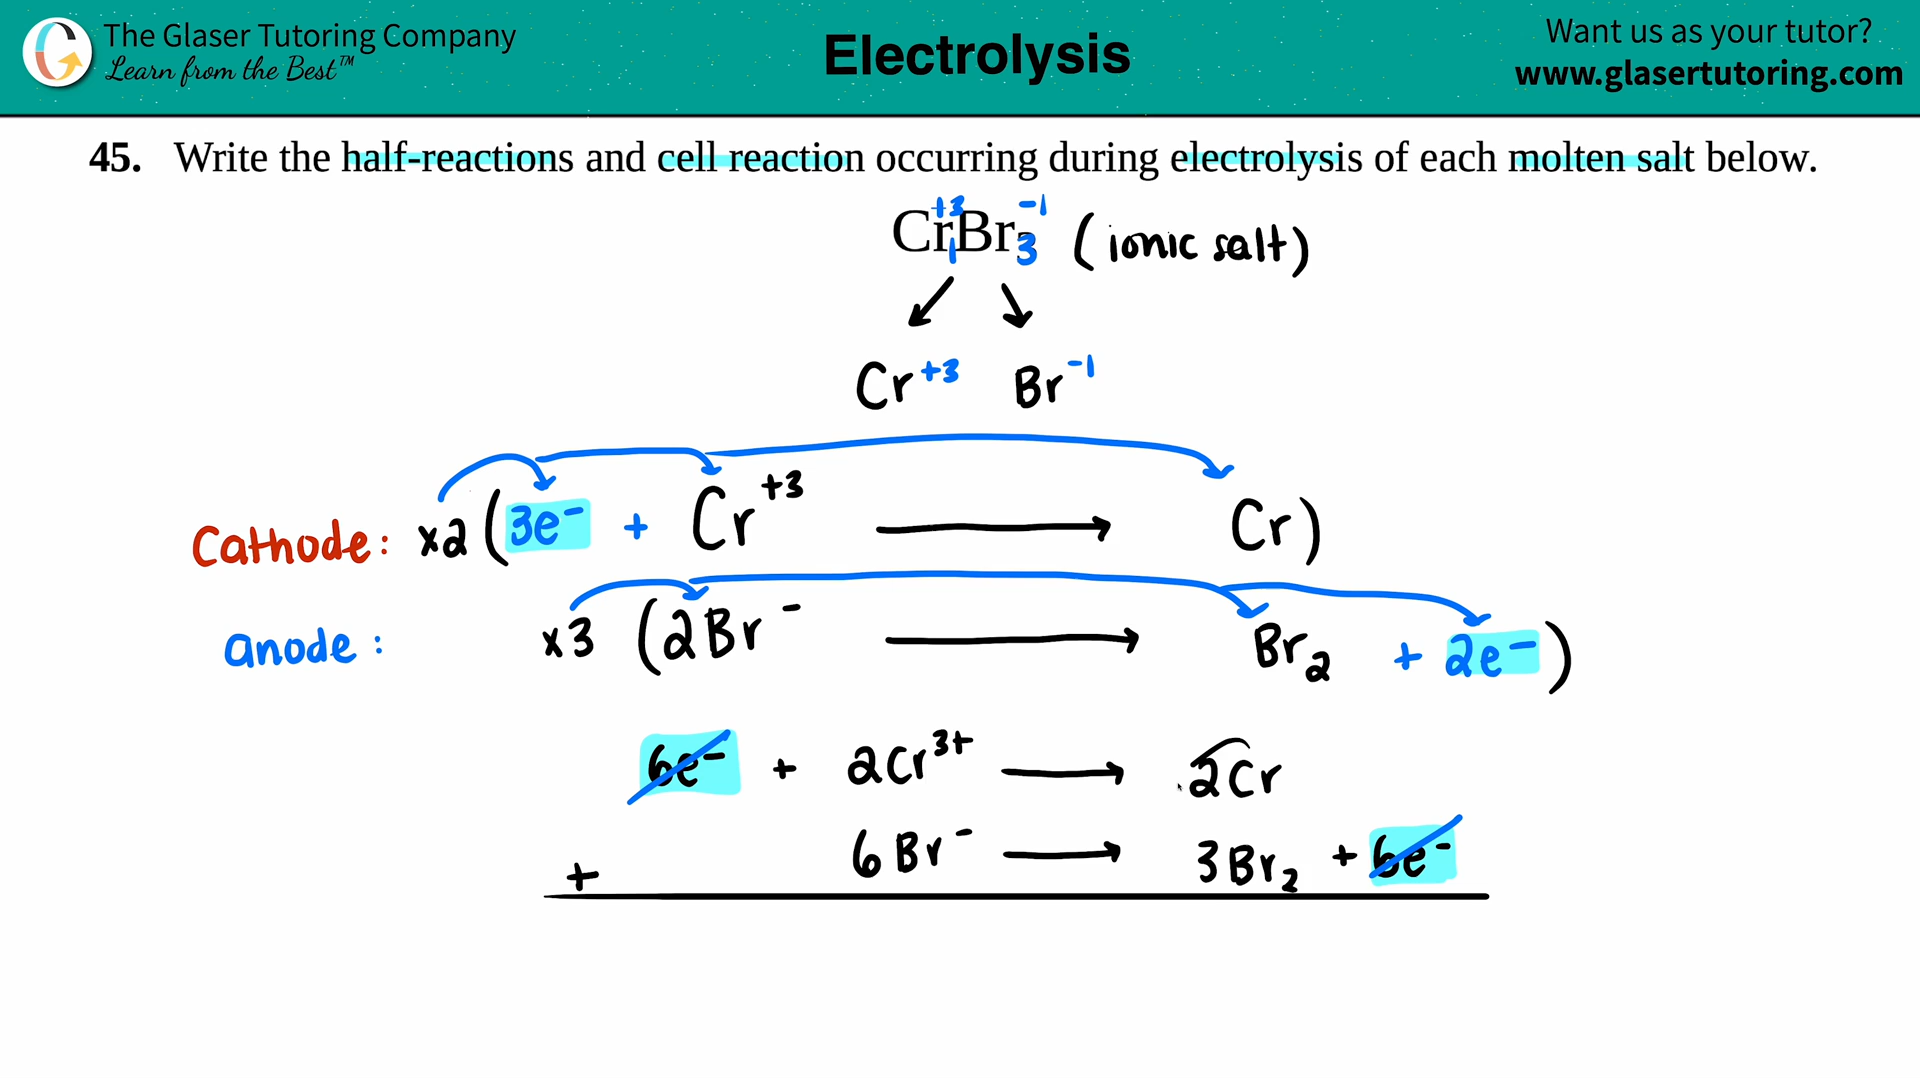 The Glaser Tutoring Company
Learn from the Best™
Electrolysis
Want us as your tutor?
www.glasertutoring.com
45. Write the half-reactions and cell reaction occurring during electrolysis of each molten salt below.
+3 -1
CrBr₃ (ionic salt)
1 3
Cr⁺³ Br⁻¹
Cathode: x2 (3e⁻ + Cr⁺³ ⟶ Cr)
anode: x3 (2Br⁻ ⟶ Br₂ + 2e⁻)
6e⁻ + 2Cr³⁺ ⟶ 2Cr
+ 6Br⁻ ⟶ 3Br₂ + 6e⁻